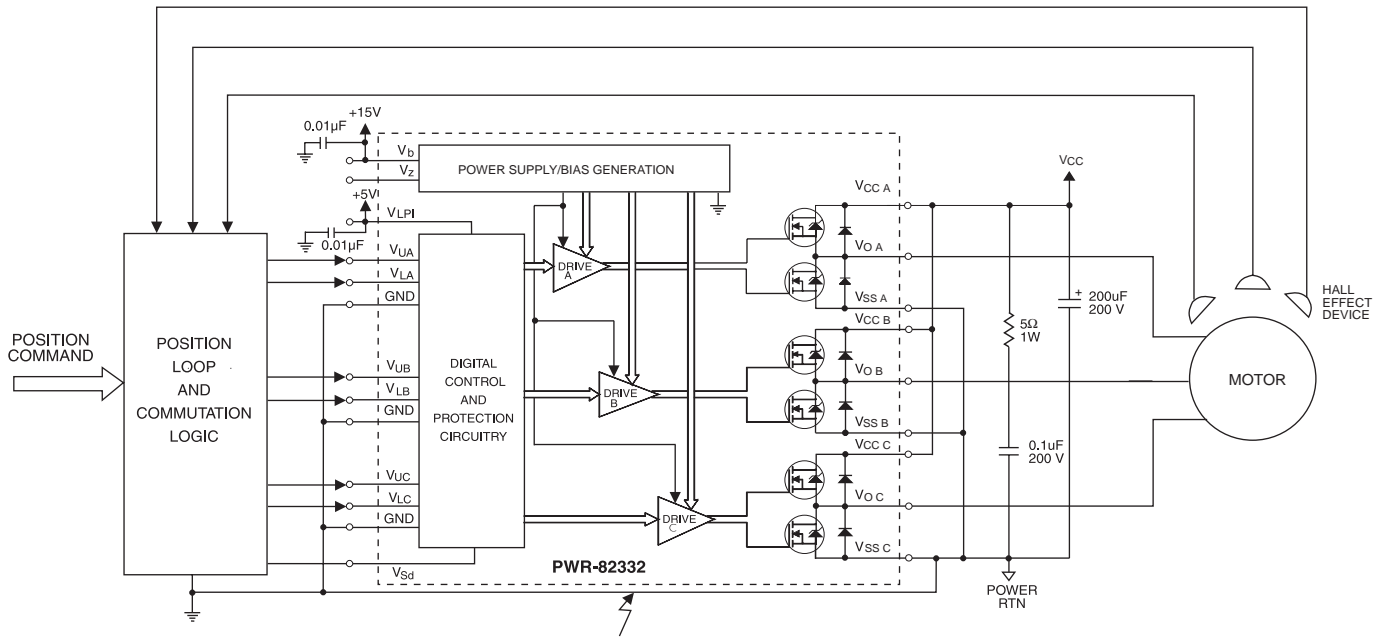 +15V
0.01µF
Vb
Vz
POWER SUPPLY/BIAS GENERATION
+5V
VLPI
0.01µF
VUA
VLA
GND
VUB
VLB
GND
VUC
VLC
GND
VSd
POSITION
COMMAND
POSITION
LOOP
AND
COMMUTATION
LOGIC
DIGITAL
CONTROL
AND
PROTECTION
CIRCUITRY
DRIVE
A
DRIVE
B
DRIVE
C
PWR-82332
VCC A
VO A
VSS A
VCC B
VO B
VSS B
VCC C
VO C
VSS C
VCC
5Ω
1W
+
200uF
200 V
0.1uF
200 V
POWER
RTN
HALL
EFFECT
DEVICE
MOTOR